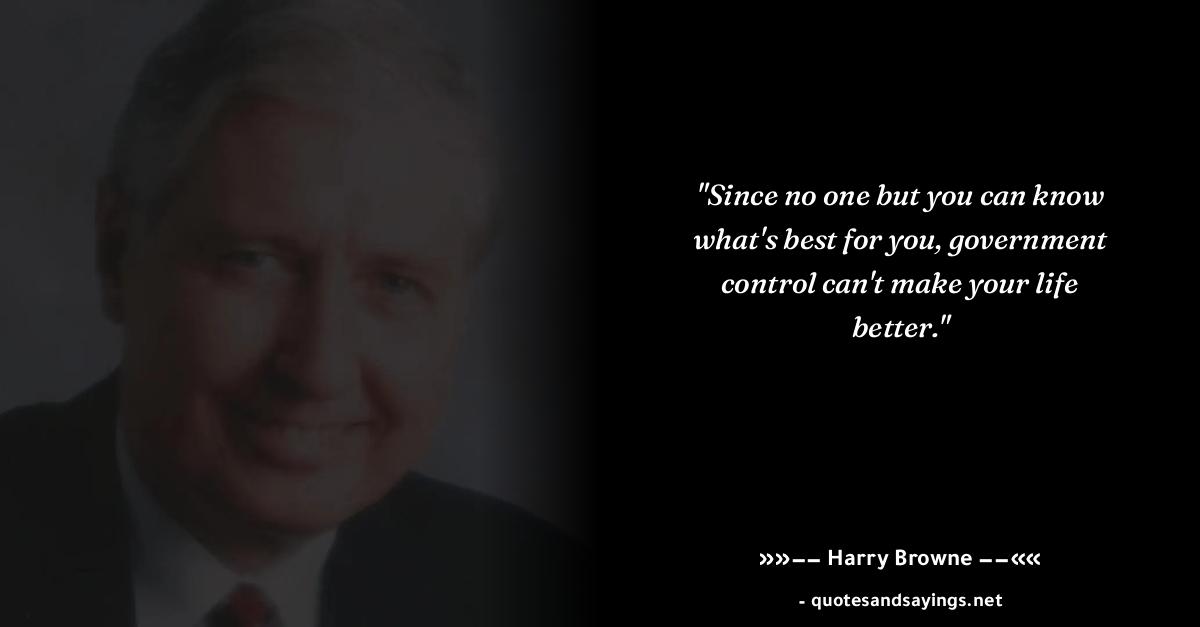 "Since no one but you can know
what's best for you, government
control can't make your life
better."
»»–– Harry Browne ––««
- quotesandsayings.net